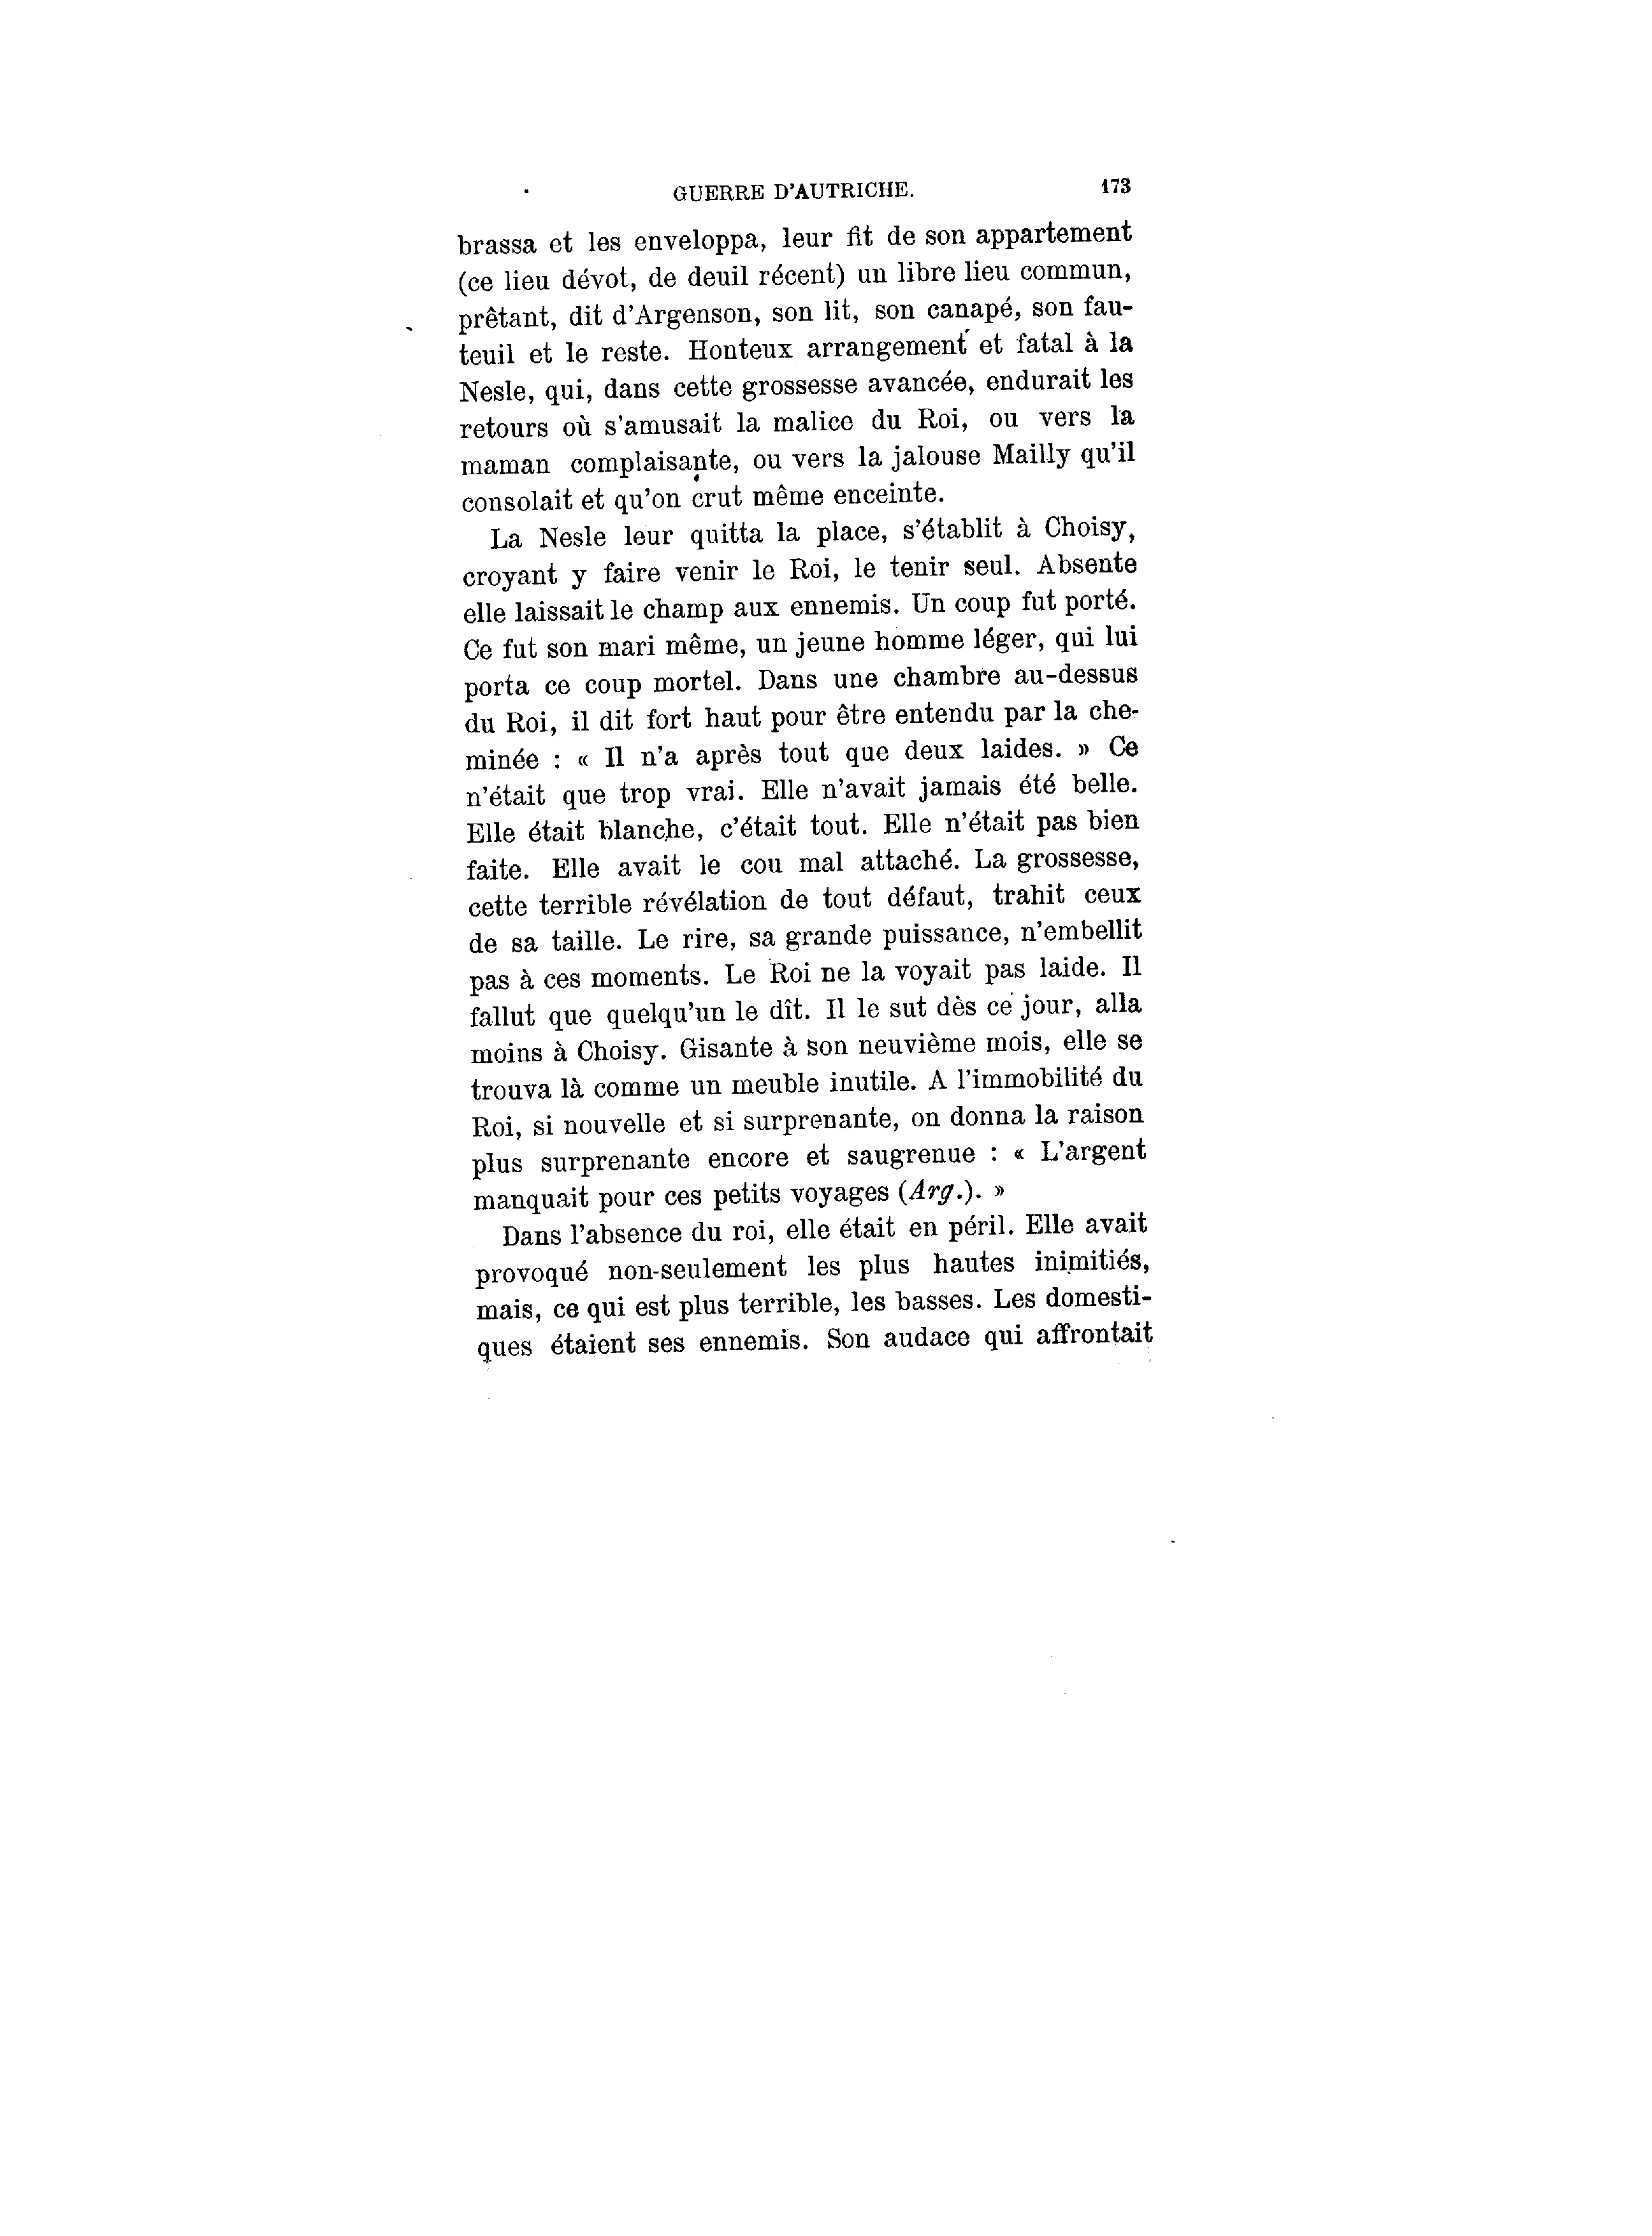 GUERRE D'AUTRICHE. 173
brassa et les enveloppa, leur fit de son appartement
(ce lieu dévot, de deuil récent) un libre lieu commun,
prêtant, dit d'Argenson, son lit, son canapé, son fau-
teuil et le reste. Honteux arrangement et fatal à la
Nesle, qui, dans cette grossesse avancée, endurait les
retours où s'amusait la malice du Roi, ou vers la
maman complaisante, ou vers la jalouse Mailly qu'il
consolait et qu'on crut même enceinte.
La Nesle leur quitta la place, s'établit à Choisy,
croyant y faire venir le Roi, le tenir seul. Absente
elle laissait le champ aux ennemis. Un coup fut porté.
Ce fut son mari même, un jeune homme léger, qui lui
porta ce coup mortel. Dans une chambre au-dessus
du Roi, il dit fort haut pour être entendu par la che-
minée : « Il n'a après tout que deux laides. » Ce
n'était que trop vrai. Elle n'avait jamais été belle.
Elle était blanche, c'était tout. Elle n'était pas bien
faite. Elle avait le cou mal attaché. La grossesse,
cette terrible révélation de tout défaut, trahit ceux
de sa taille. Le rire, sa grande puissance, n'embellit
pas à ces moments. Le Roi ne la voyait pas laide. Il
fallut que quelqu'un le dît. Il le sut dès ce jour, alla
moins à Choisy. Gisante à son neuvième mois, elle se
trouva là comme un meuble inutile. A l'immobilité du
Roi, si nouvelle et si surprenante, on donna la raison
plus surprenante encore et saugrenue : « L'argent
manquait pour ces petits voyages (Arg.). »
Dans l'absence du roi, elle était en péril. Elle avait
provoqué non-seulement les plus hautes inimitiés,
mais, ce qui est plus terrible, les basses. Les domesti-
ques étaient ses ennemis. Son audace qui affrontait